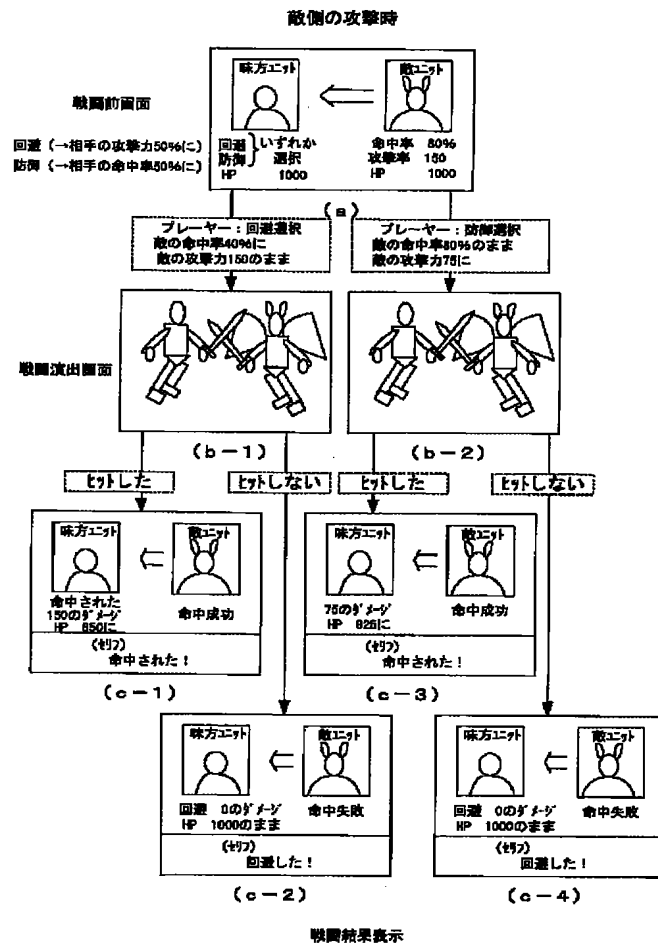 敵側の攻撃時
味方ユニット
敵ユニット
戦闘前画面
回避(→相手の攻撃力50%に)
防御(→相手の命中率50%に)
回避
防御
いずれか
選択
HP 1000
命中率 80%
攻撃率 150
HP 1000
(a)
プレーヤー:回避選択
敵の命中率40%に
敵の攻撃力150のまま
プレーヤー:防御選択
敵の命中率80%のまま
敵の攻撃力75に
戦闘演出画面
(b-1)
(b-2)
ヒットした
ヒットしない
ヒットした
ヒットしない
味方ユニット
敵ユニット
命中された
150のダメージ
HP 850に
命中成功
(セリフ)
命中された!
(c-1)
味方ユニット
敵ユニット
75のダメージ
HP 925に
命中成功
(セリフ)
命中された!
(c-3)
味方ユニット
敵ユニット
回避 0のダメージ
HP 1000のまま
命中失敗
(セリフ)
回避した!
(c-2)
味方ユニット
敵ユニット
回避 0のダメージ
HP 1000のまま
命中失敗
(セリフ)
回避した!
(c-4)
戦闘結果表示